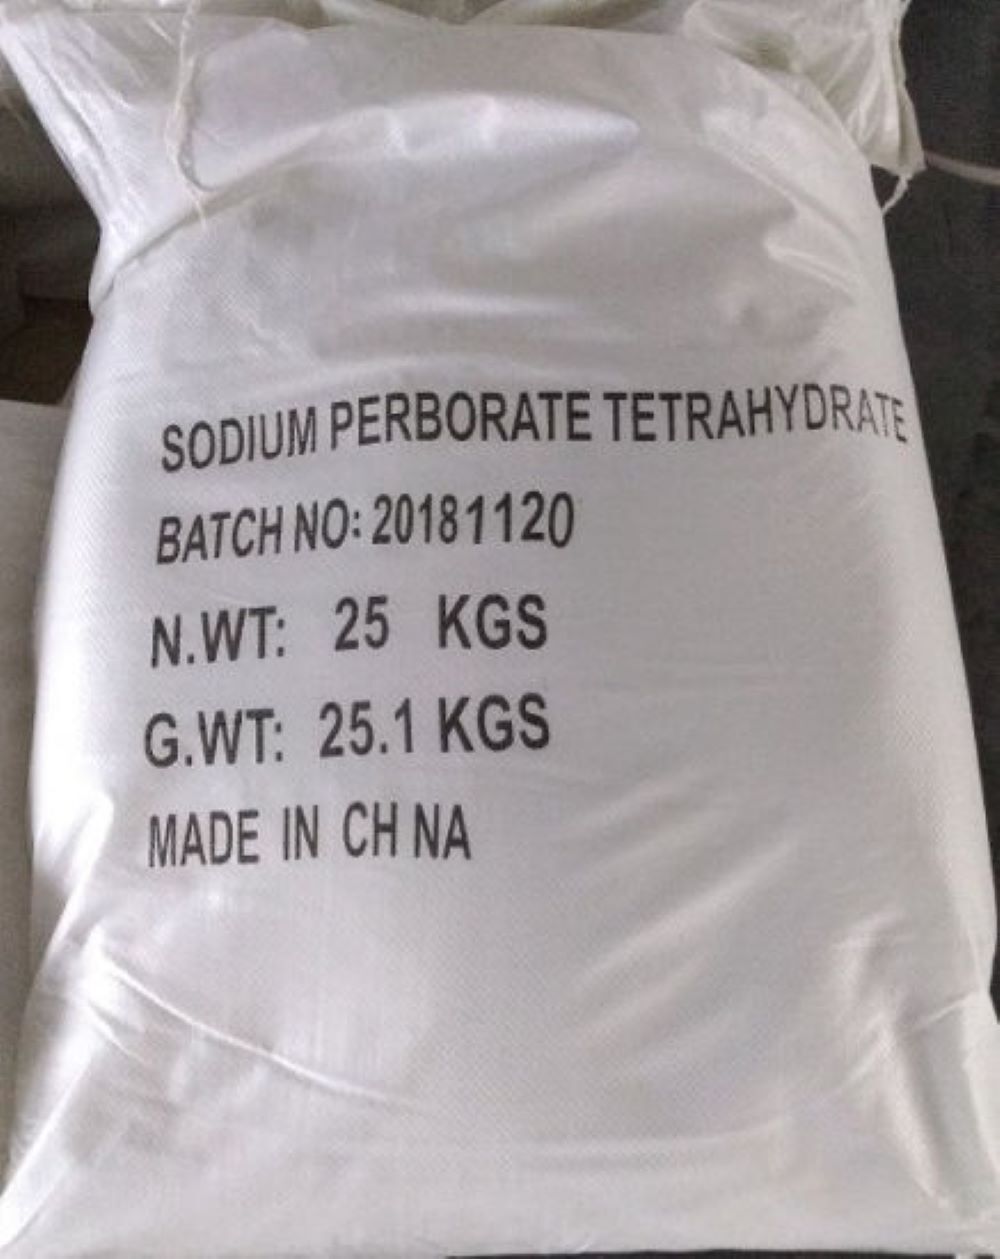 SODIUM PERBORATE TETRAHYDRATE
BATCH NO: 20181120
N.WT: 25 KGS
G.WT: 25.1 KGS
MADE IN CH NA